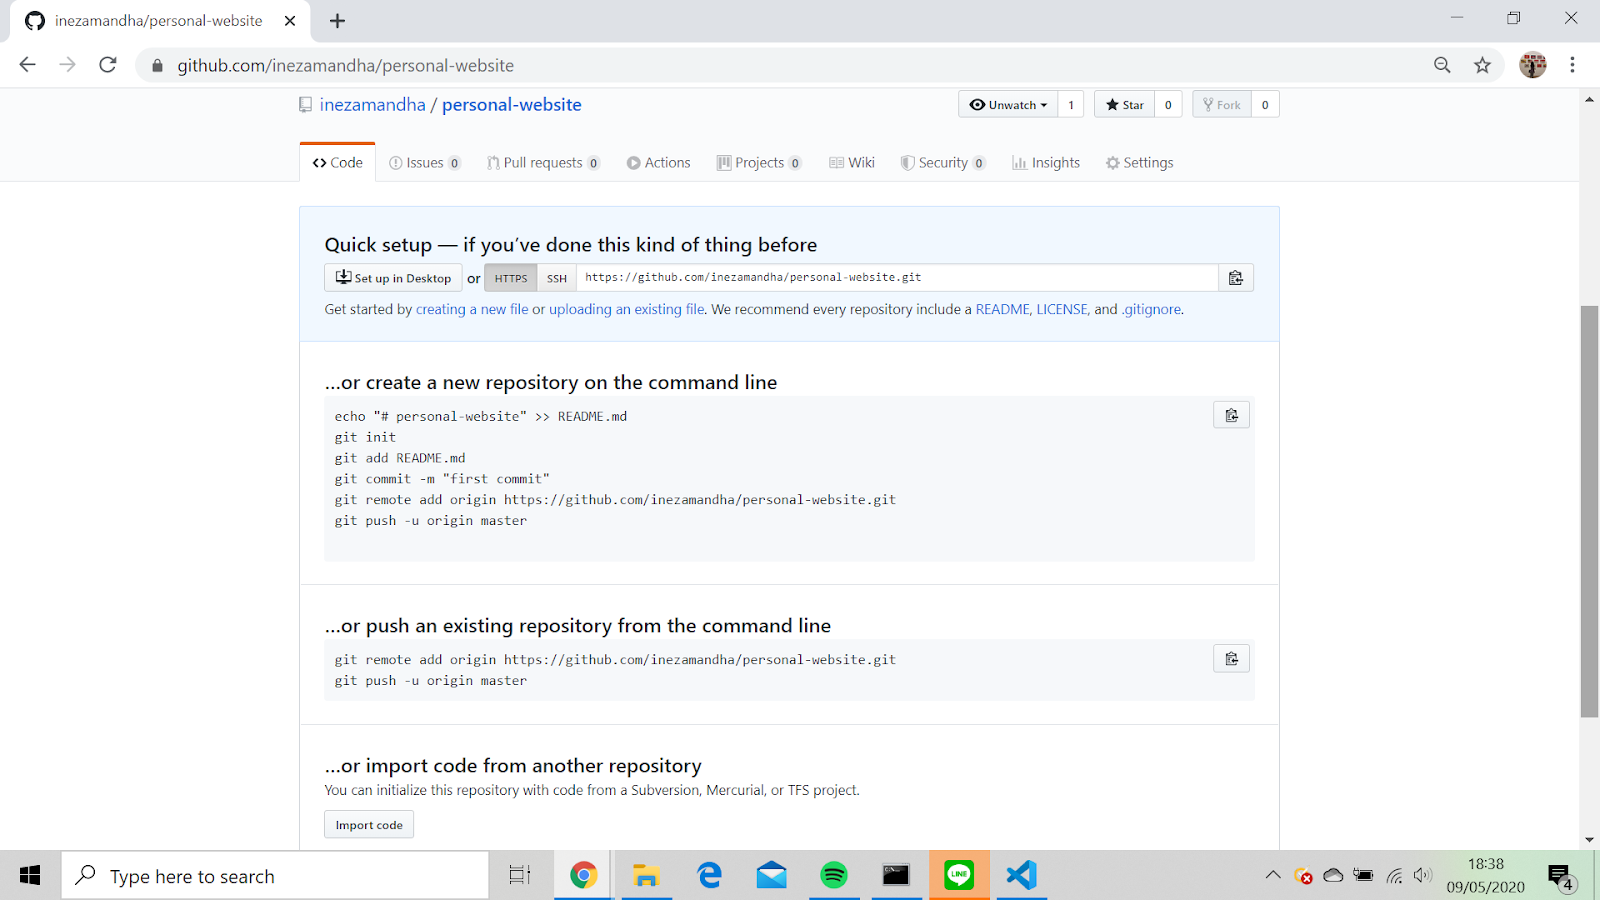 inezamandha/personal-website
github.com/inezamandha/personal-website
inezamandha / personal-website
Unwatch 1 Star 0 Fork 0
Code Issues 0 Pull requests 0 Actions Projects 0 Wiki Security 0 Insights Settings
Quick setup — if you’ve done this kind of thing before
Set up in Desktop or HTTPS SSH https://github.com/inezamandha/personal-website.git
Get started by creating a new file or uploading an existing file. We recommend every repository include a README, LICENSE, and .gitignore.
…or create a new repository on the command line
echo "# personal-website" >> README.md
git init
git add README.md
git commit -m "first commit"
git remote add origin https://github.com/inezamandha/personal-website.git
git push -u origin master
…or push an existing repository from the command line
git remote add origin https://github.com/inezamandha/personal-website.git
git push -u origin master
…or import code from another repository
You can initialize this repository with code from a Subversion, Mercurial, or TFS project.
Import code
Type here to search
LINE
18:38
09/05/2020
4